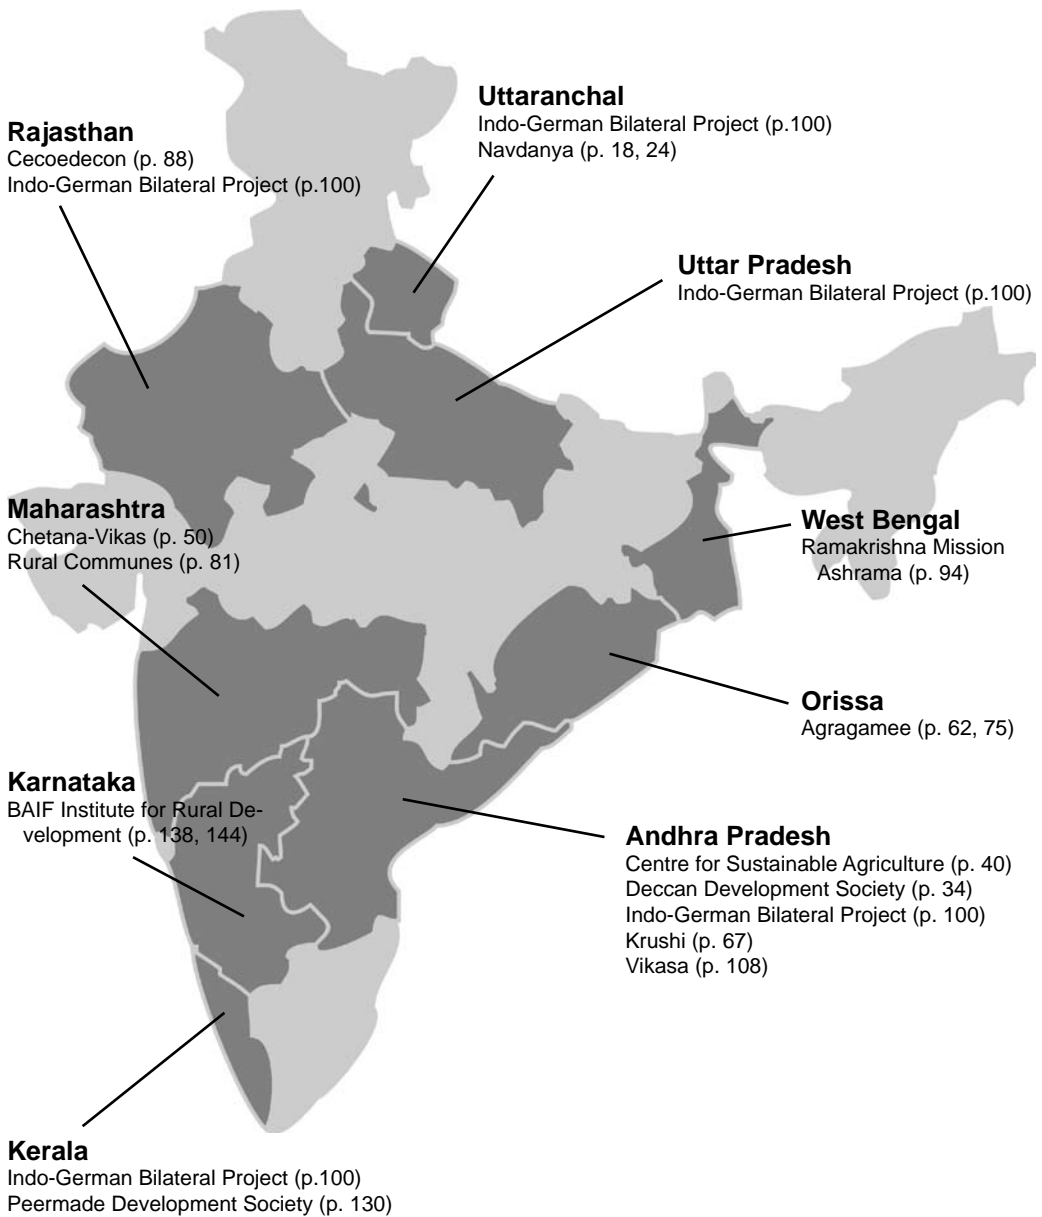 Uttaranchal
Indo-German Bilateral Project (p.100)
Navdanya (p. 18, 24)
Rajasthan
Cecoedecon (p. 88)
Indo-German Bilateral Project (p.100)
Uttar Pradesh
Indo-German Bilateral Project (p.100)
Maharashtra
Chetana-Vikas (p. 50)
Rural Communes (p. 81)
West Bengal
Ramakrishna Mission
Ashrama (p. 94)
Orissa
Agragamee (p. 62, 75)
Karnataka
BAIF Institute for Rural De-
velopment (p. 138, 144)
Andhra Pradesh
Centre for Sustainable Agriculture (p. 40)
Deccan Development Society (p. 34)
Indo-German Bilateral Project (p. 100)
Krushi (p. 67)
Vikasa (p. 108)
Kerala
Indo-German Bilateral Project (p.100)
Peermade Development Society (p. 130)